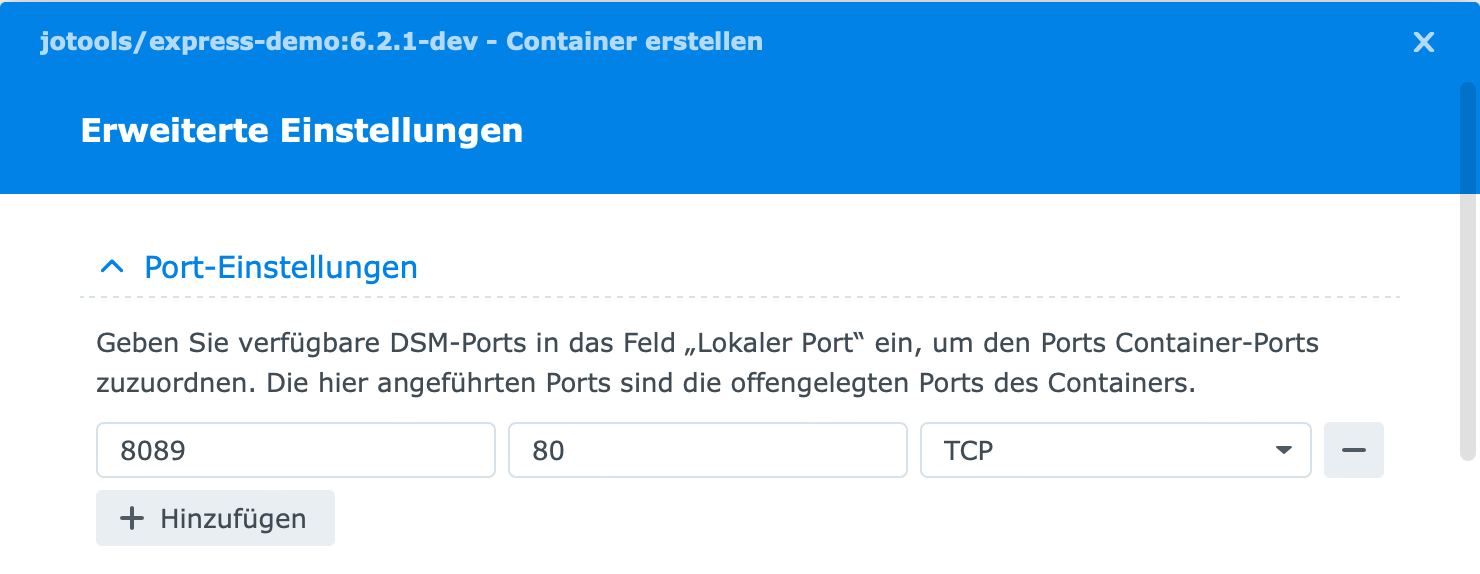 jotools/express-demo:6.2.1-dev - Container erstellen
Erweiterte Einstellungen
Port-Einstellungen
Geben Sie verfügbare DSM-Ports in das Feld „Lokaler Port‟ ein, um den Ports Container-Ports
zuzuordnen. Die hier angeführten Ports sind die offengelegten Ports des Containers.
8089 80 TCP
Hinzufügen